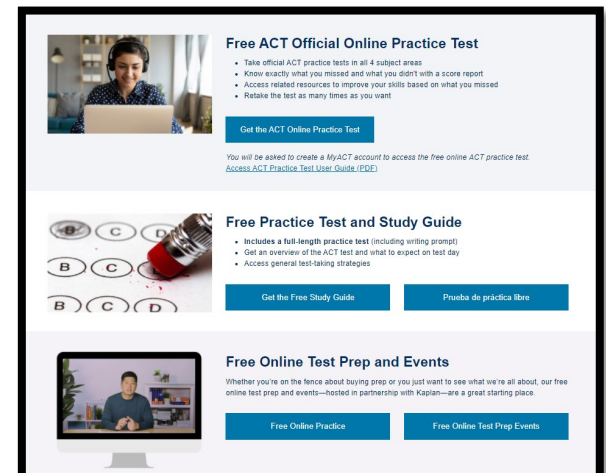 Free ACT Official Online Practice Test
Take official ACT practice tests in all 4 subject areas
Know exactly what you missed and what you didn't with a score report
Access related resources to improve your skills based on what you missed
Retake the test as many times as you want
Get the ACT Online Practice Test
You will be asked to create a MyACT account to access the free online ACT practice test.
Access ACT Practice Test User Guide (PDF)
B C D
B C
B C D
Free Practice Test and Study Guide
Includes a full-length practice test (including writing prompt)
Get an overview of the ACT test and what to expect on test day
Access general test-taking strategies
Get the Free Study Guide
Prueba de práctica libre
Free Online Test Prep and Events
Whether you're on the fence about buying prep or you just want to see what we're all about, our free
online test prep and events—hosted in partnership with Kaplan—are a great starting place.
Free Online Practice
Free Online Test Prep Events